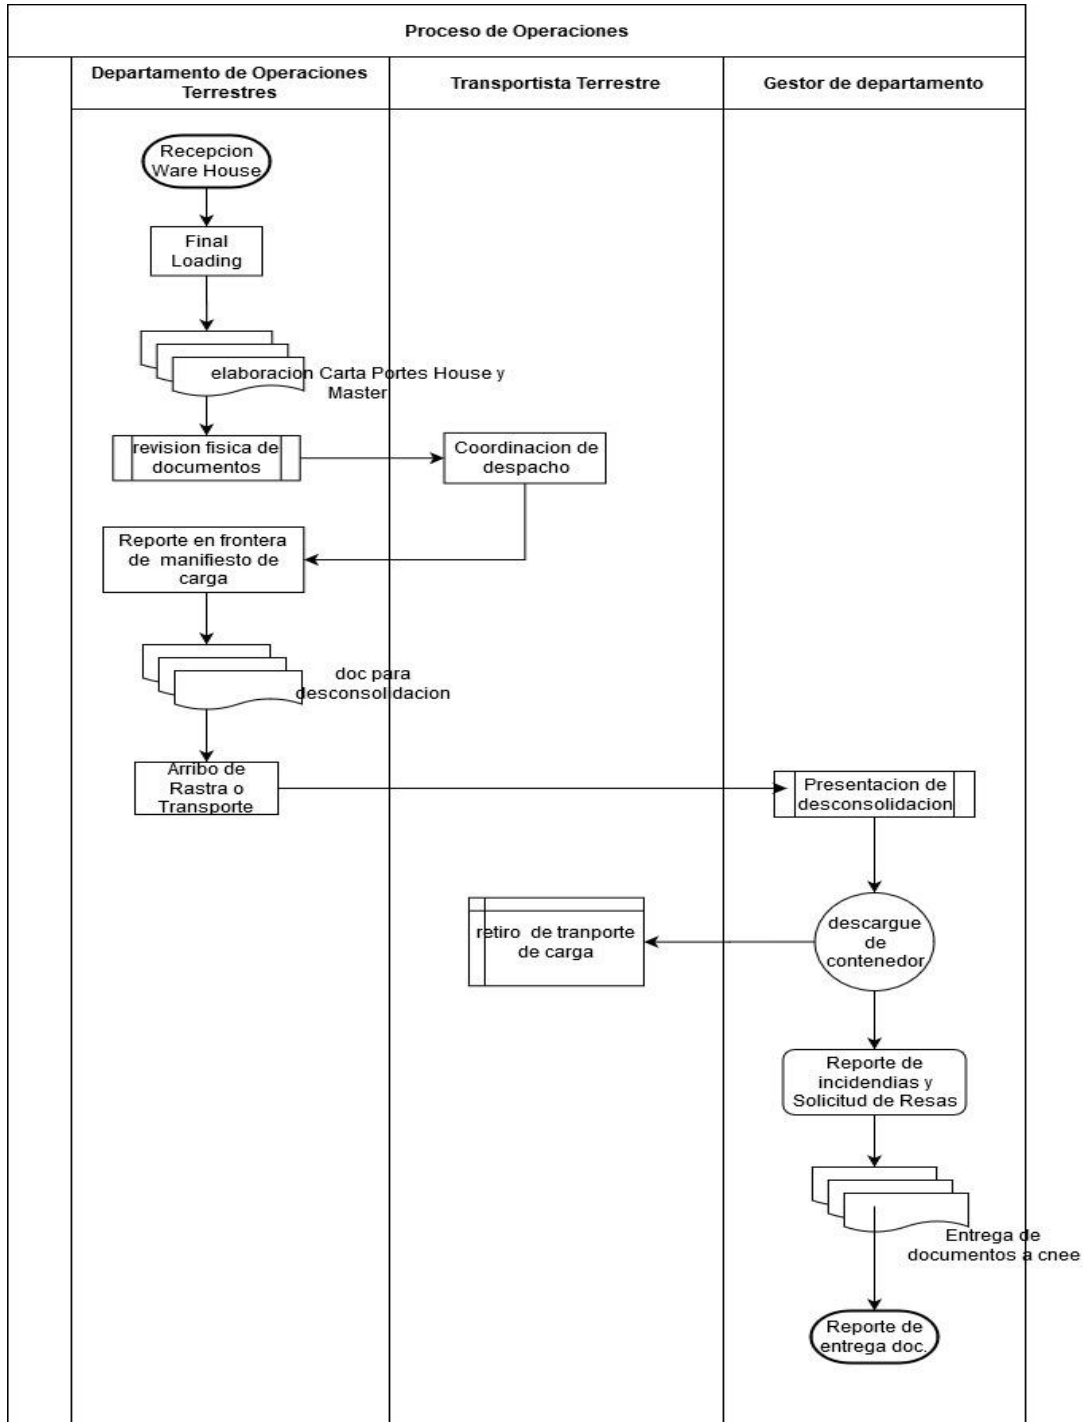 Proceso de Operaciones
Departamento de Operaciones
Terrestres
Transportista Terrestre
Gestor de departamento
Recepcion
Ware House
Final
Loading
elaboracion Carta Portes House y
Master
revision fisica de
documentos
Coordinacion de
despacho
Reporte en frontera
de manifiesto de
carga
doc para
desconsolidacion
Arribo de
Rastra o
Transporte
Presentacion de
desconsolidacion
descargue
de
contenedor
retiro de tranporte
de carga
Reporte de
incidendias y
Solicitud de Resas
Entrega de
documentos a cnee
Reporte de
entrega doc.